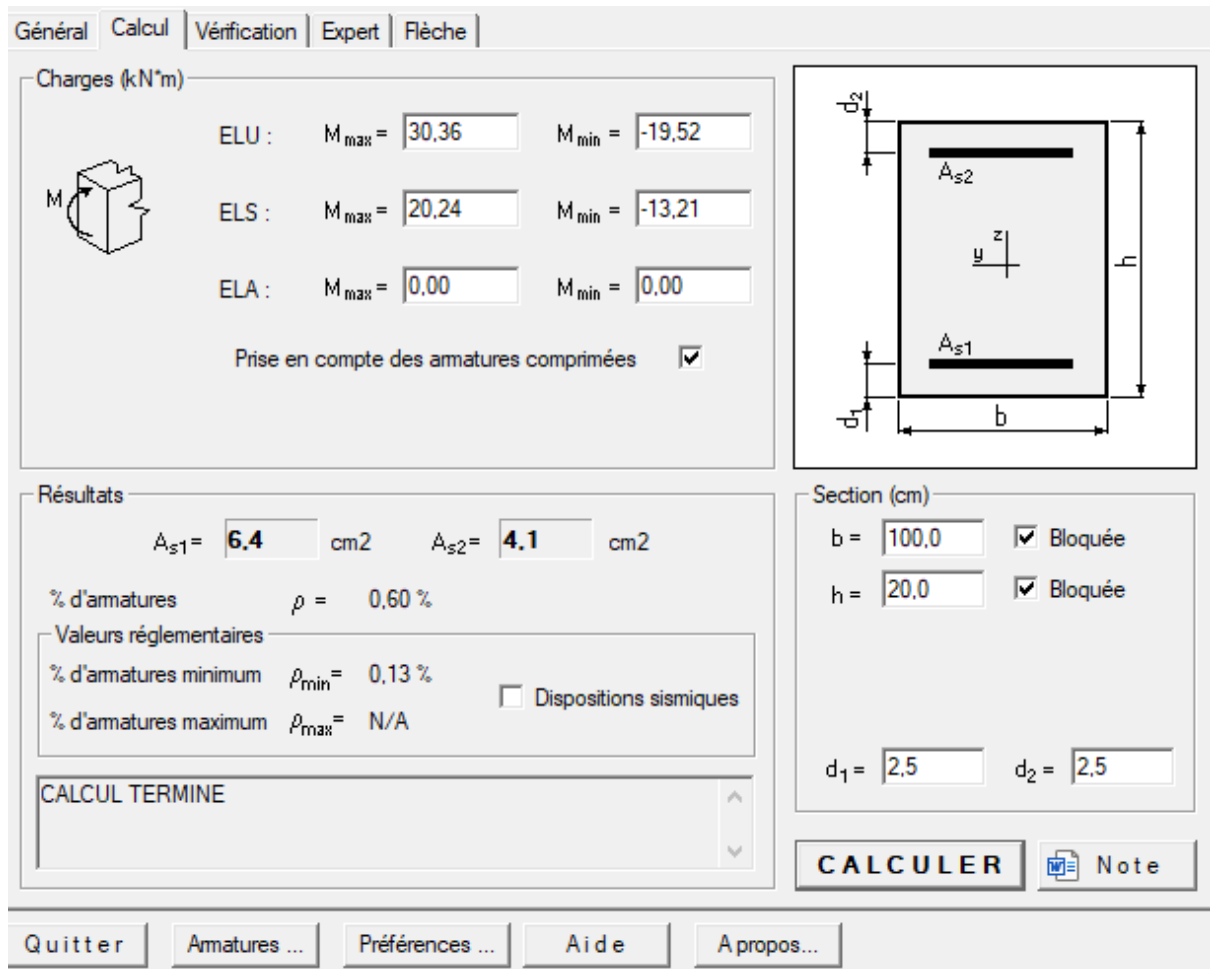 Général Calcul Vérification Expert Flèche
Charges (kN*m)
ELU : M max = 30,36 M min = -19,52
ELS : M max = 20,24 M min = -13,21
ELA : M max = 0,00 M min = 0,00
M
Prise en compte des armatures comprimées
d2
As2
z
y
h
As1
d1
b
Résultats
As1= 6.4 cm2 As2= 4.1 cm2
% d'armatures ρ = 0,60 %
Valeurs réglementaires
% d'armatures minimum ρmin= 0,13 %
Dispositions sismiques
% d'armatures maximum ρmax= N/A
CALCUL TERMINE
Section (cm)
b = 100,0 Bloquée
h = 20,0 Bloquée
d1 = 2,5 d2 = 2,5
CALCULER Note
Quitter Armatures ... Préférences ... Aide A propos...